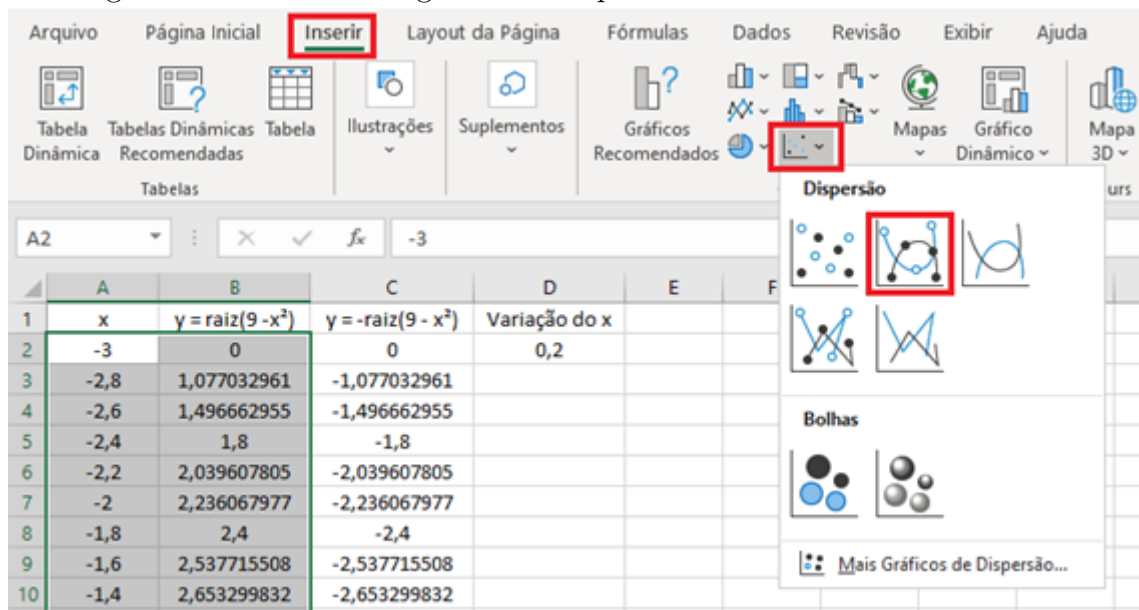 Arquivo Página Inicial Inserir Layout da Página Fórmulas Dados Revisão Exibir Ajuda
Tabela Dinâmica
Tabelas Dinâmicas Recomendadas
Tabela
Ilustrações
Suplementos
Gráficos Recomendados
Mapas
Gráfico Dinâmico
Mapa 3D
Tabelas
urs
Dispersão
Bolhas
Mais Gráficos de Dispersão...
A2 fx -3
A B C D E F
1 x y = raiz(9 -x²) y = -raiz(9 - x²) Variação do x
2 -3 0 0 0,2
3 -2,8 1,077032961 -1,077032961
4 -2,6 1,496662955 -1,496662955
5 -2,4 1,8 -1,8
6 -2,2 2,039607805 -2,039607805
7 -2 2,236067977 -2,236067977
8 -1,8 2,4 -2,4
9 -1,6 2,537715508 -2,537715508
10 -1,4 2,653299832 -2,653299832